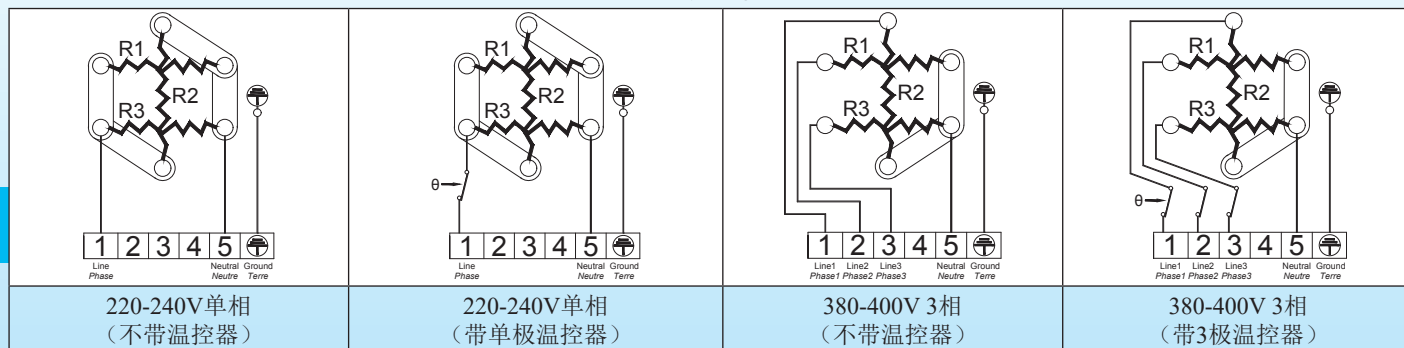 R1
R2
R3
1 2 3 4 5
Line
Phase
Neutral
Neutre
Ground
Terre
220-240V单相
（不带温控器）
R1
R2
R3
θ
1 2 3 4 5
Line
Phase
Neutral
Neutre
Ground
Terre
220-240V单相
（带单极温控器）
R1
R2
R3
1 2 3 4 5
Line1 Line2 Line3
Phase1 Phase2 Phase3
Neutral
Neutre
Ground
Terre
380-400V 3相
（不带温控器）
R1
R2
R3
θ
1 2 3 4 5
Line1 Line2 Line3
Phase1 Phase2 Phase3
Neutral
Neutre
Ground
Terre
380-400V 3相
（带3极温控器）